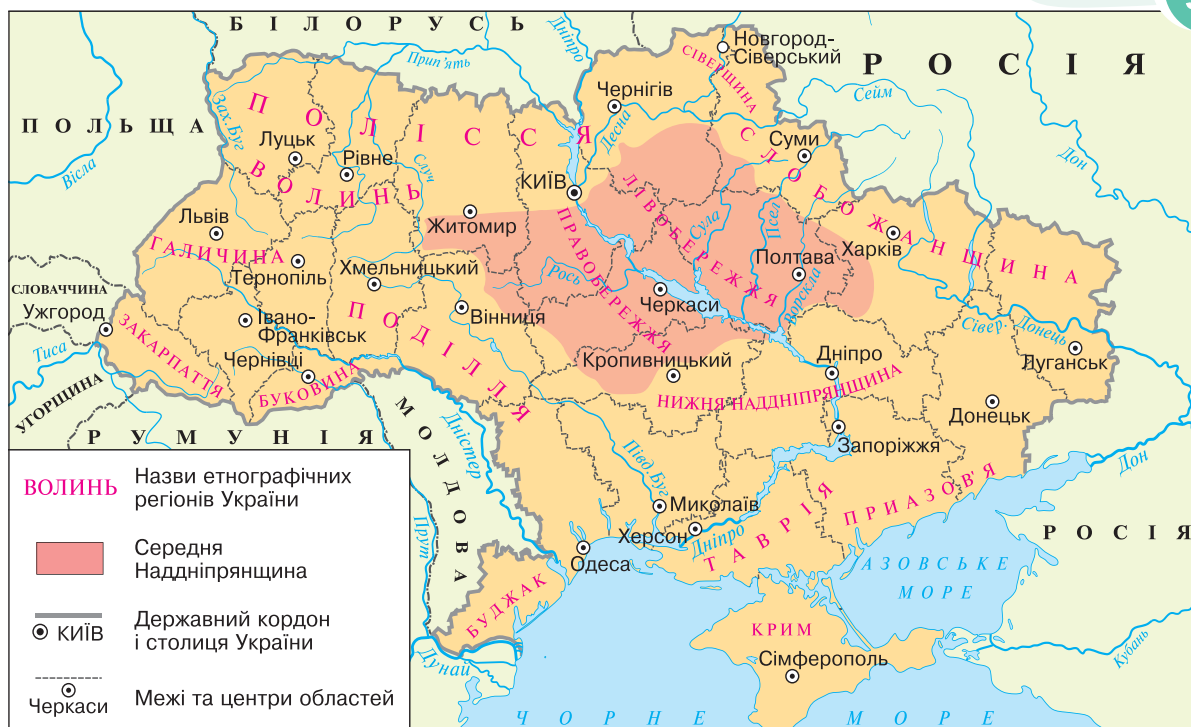 БІЛОРУСЬ
Дніпро
Новгород-
Сіверський
РОСІЯ
Прип'ять
СІВЕРЩИНА
Сейм
Чернігів
Десна
ПОЛЬЩА
Зах. Буг
ПОЛІССЯ
Вісла
Луцьк
Рівне
Случ
Суми
Дон
ВОЛИНЬ
КИЇВ
СЛОБОЖАНЩИНА
ЛІВОБЕРЕЖЖЯ
Львів
Житомир
ПРАВОБЕРЕЖЖЯ
Сула
Псел
Харків
ГАЛИЧИНА
Тернопіль
Хмельницький
Рось
Полтава
Ворскла
СЛОВАЧЧИНА
Ужгород
Івано-
Франківськ
Вінниця
Черкаси
Сівер. Донець
Тиса
ЗАКАРПАТТЯ
Чернівці
ПОДІЛЛЯ
Кропивницький
Дніпро
Луганськ
УГОРЩИНА
БУКОВИНА
НИЖНЯ НАДДНІПРЯНЩИНА
Донецьк
РУМУНІЯ
МОЛДОВА
Дністер
Запоріжжя
Півд. Буг
Дон
Миколаїв
ПРИАЗОВ'Я
Прут
Херсон
Дніпро
ТАВРІЯ
РОСІЯ
Одеса
АЗОВСЬКЕ
МОРЕ
БУДЖАК
КРИМ
Сімферополь
Кубань
Дунай
ЧОРНЕ МОРЕ
ВОЛИНЬ
Назви етнографічних
регіонів України
Середня
Наддніпрянщина
КИЇВ
Державний кордон
і столиця України
Черкаси
Межі та центри областей